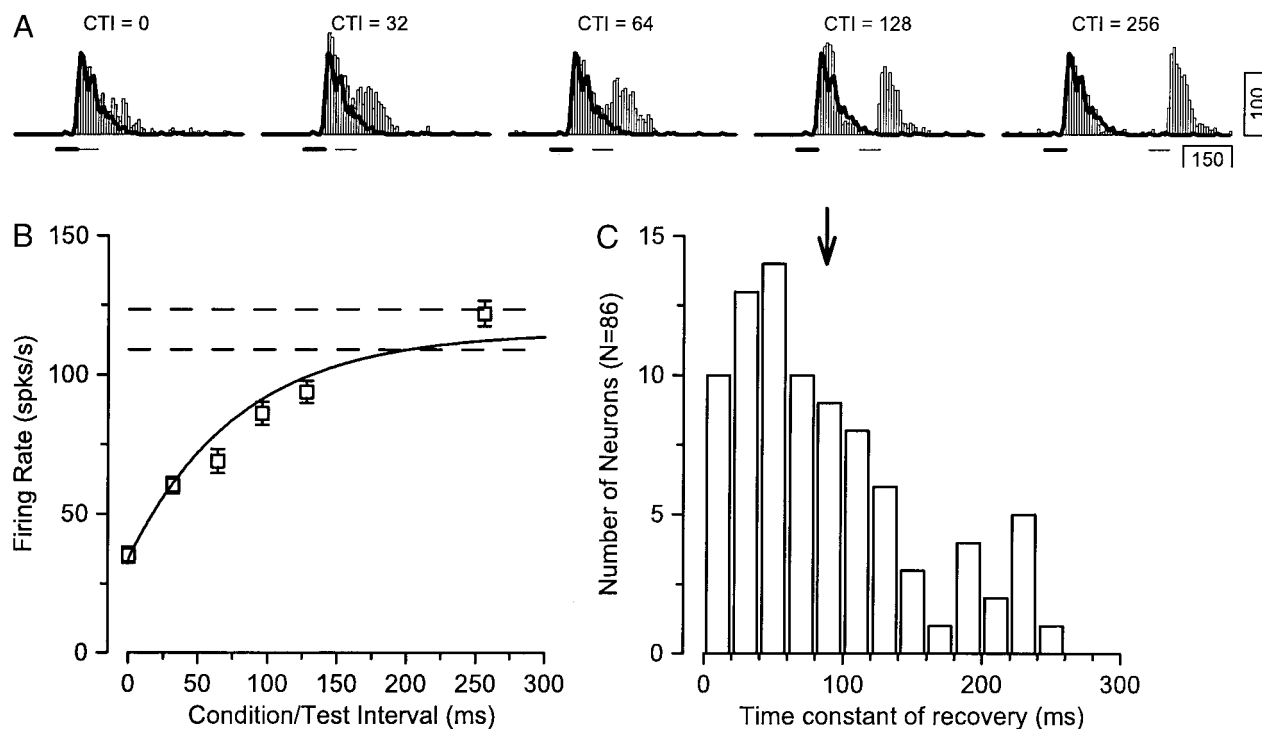 A
CTI = 0
CTI = 32
CTI = 64
CTI = 128
CTI = 256
100
150
B
150
100
50
0
Firing Rate (spks/s)
0 50 100 150 200 250 300
Condition/Test Interval (ms)
C
15
10
5
0
Number of Neurons (N=86)
0 100 200 300
Time constant of recovery (ms)